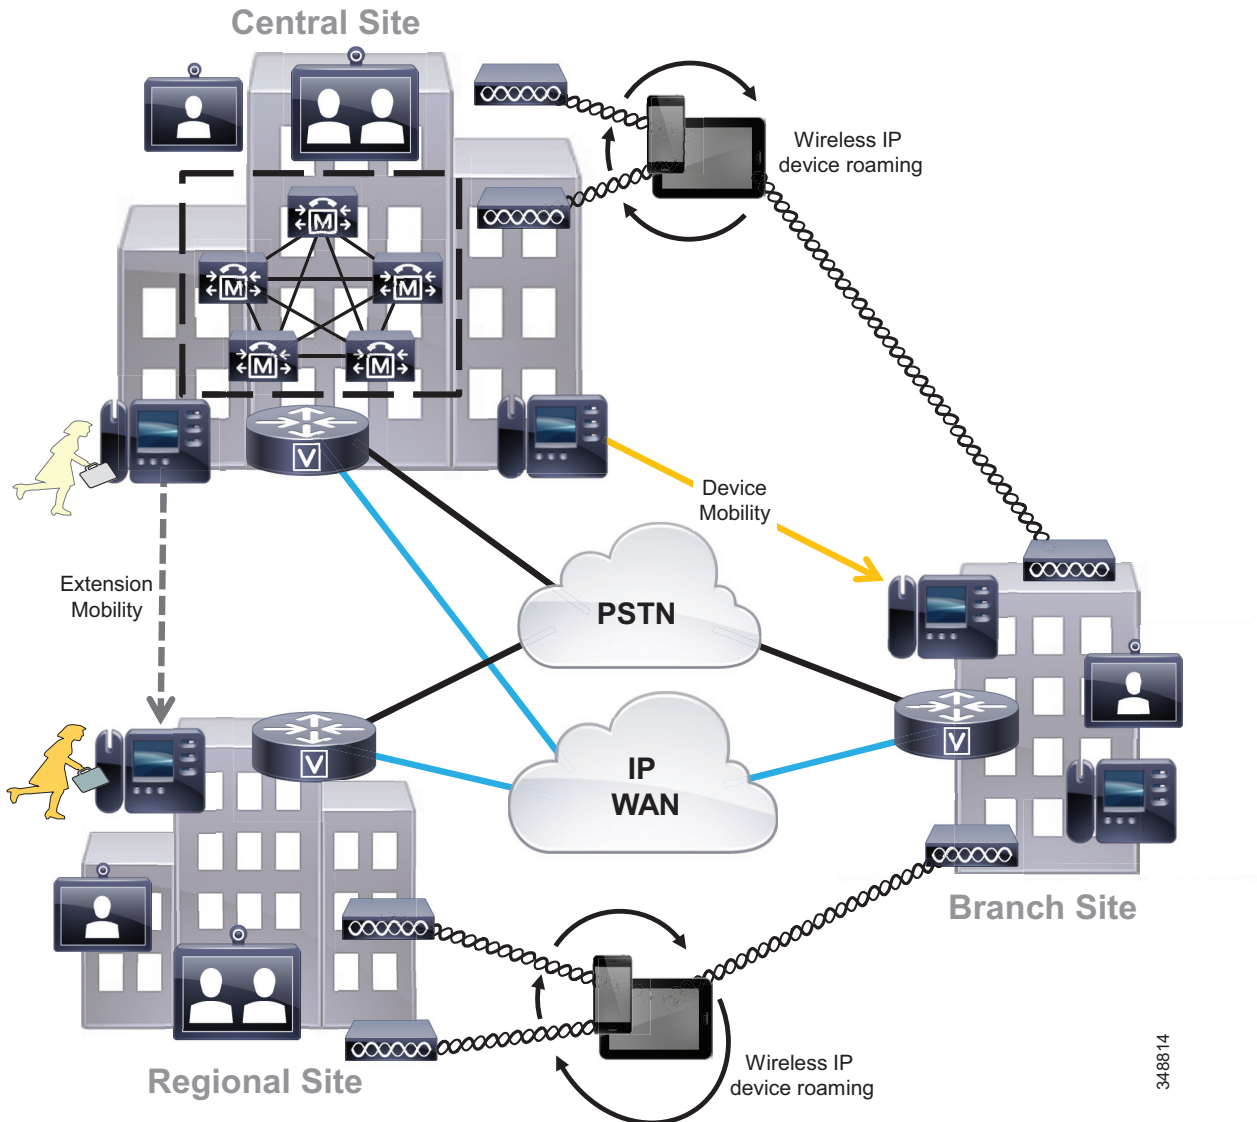 Central Site
Wireless IP
device roaming
M
M
M
M
M
V
Device
Mobility
Extension
Mobility
PSTN
V
V
IP
WAN
Branch Site
Wireless IP
device roaming
Regional Site
348814